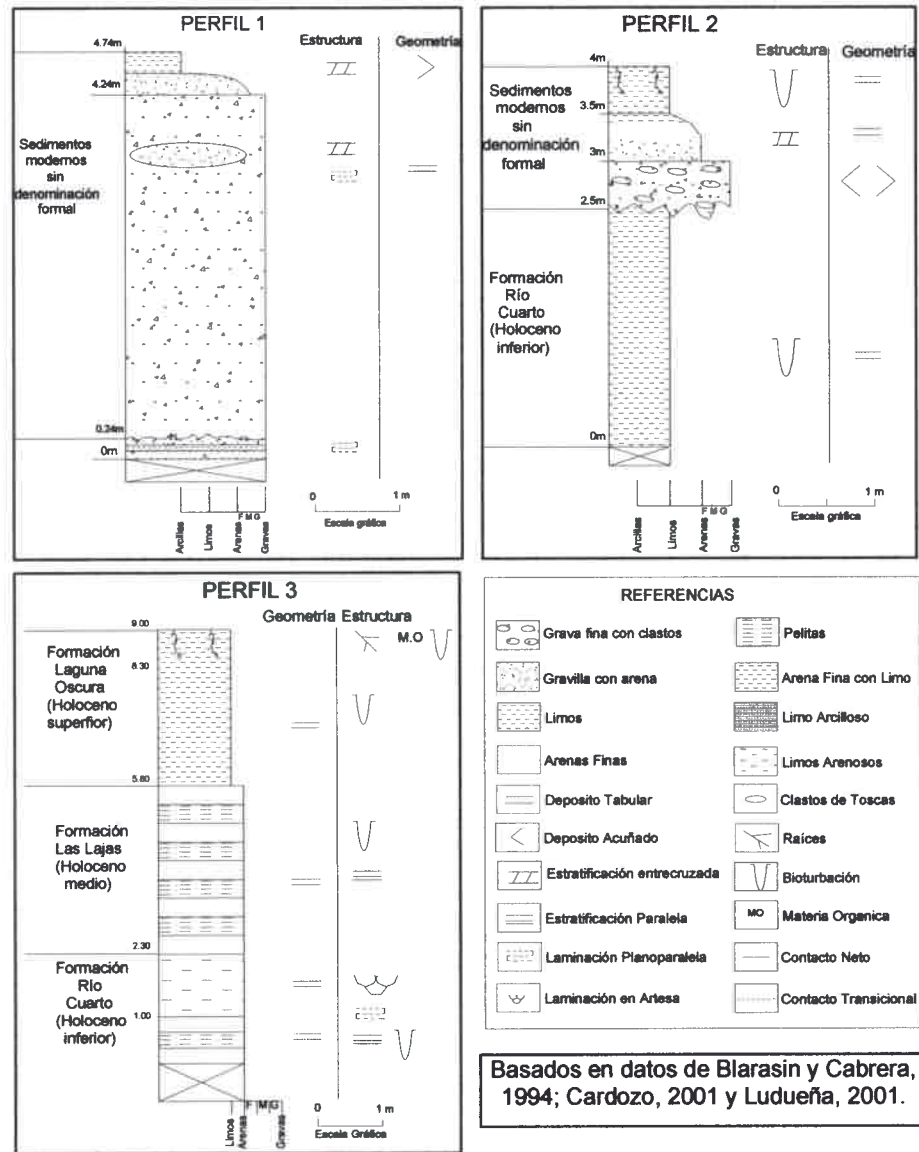 PERFIL 1
Estructura
Geometría
4.74m
4.24m
Sedimentos
modernos
sin
denominación
formal
0.24m
0m
F M G
Arcillas
Limos
Arenas
Gravas
0
1 m
Escala gráfica
PERFIL 2
Estructura
Geometría
4m
Sedimentos
modernos
sin
denominación
formal
3.5m
3m
2.5m
Formación
Río
Cuarto
(Holoceno
inferior)
0m
F M G
Arcillas
Limos
Arenas
Gravas
0
1 m
Escala gráfica
PERFIL 3
Geometría Estructura
9.00
M.O
Formación
Laguna
Oscura
(Holoceno
superfior)
8.30
5.80
Formación
Las Lajas
(Holoceno
medio)
2.30
Formación
Río
Cuarto
(Holoceno
inferior)
1.00
F M G
Limos
Arenas
Gravas
0
1 m
Escala Gráfica
REFERENCIAS
Grava fina con clastos
Pelitas
Gravilla con arena
Arena Fina con Limo
Limos
Limo Arcilloso
Arenas Finas
Limos Arenosos
Deposito Tabular
Clastos de Toscas
Deposito Acuñado
Raíces
Estratificación entrecruzada
Bioturbación
Estratificación Paralela
MO Materia Organica
Laminación Planoparalela
Contacto Neto
Laminación en Artesa
Contacto Transicional
Basados en datos de Blarasin y Cabrera,
1994; Cardozo, 2001 y Ludueña, 2001.